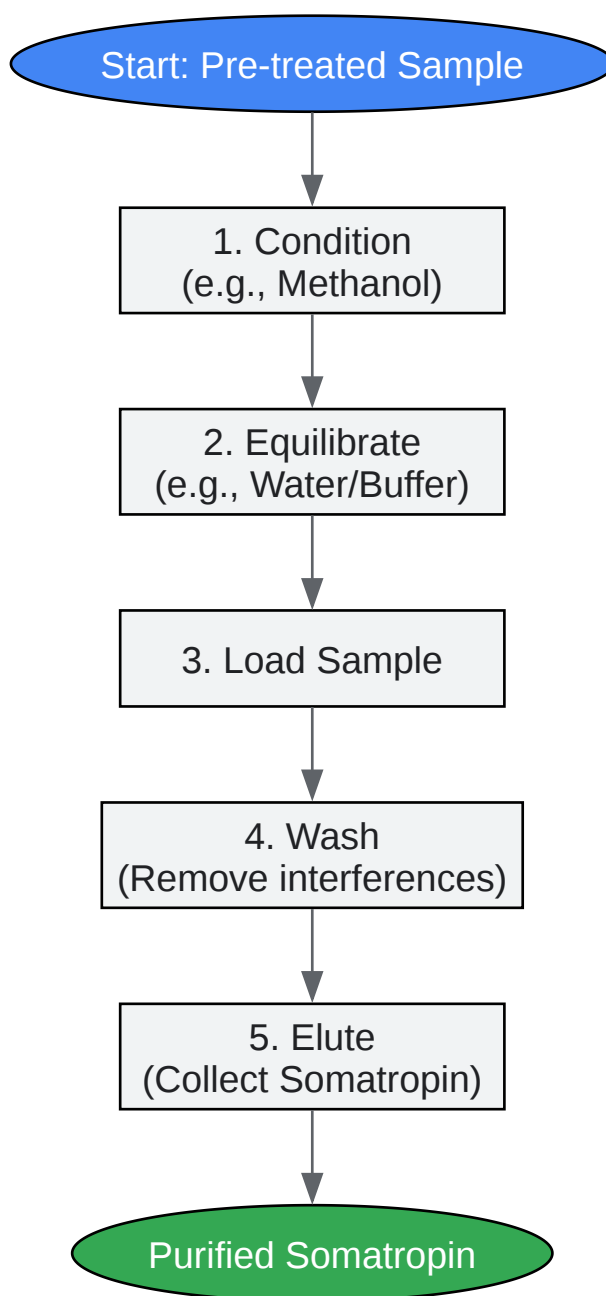 Start: Pre-treated Sample
1. Condition
(e.g., Methanol)
2. Equilibrate
(e.g., Water/Buffer)
3. Load Sample
4. Wash
(Remove interferences)
5. Elute
(Collect Somatropin)
Purified Somatropin